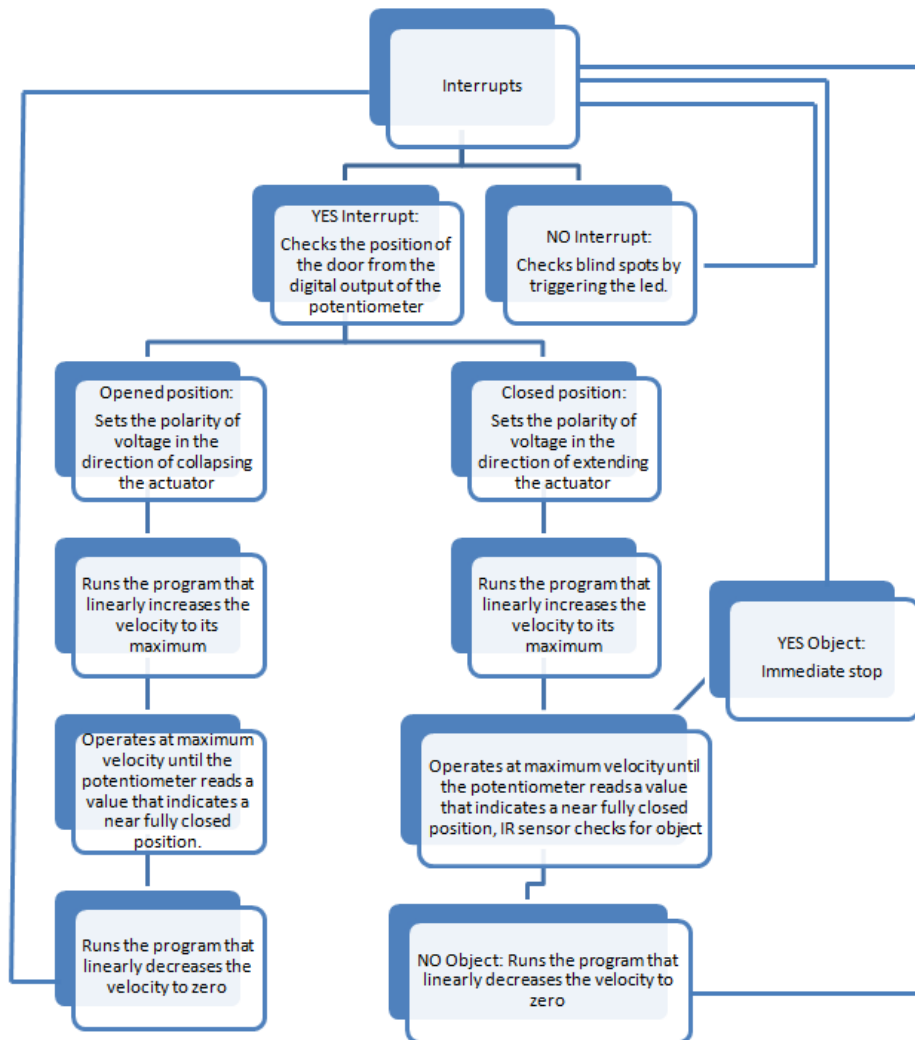 Interrupts
YES Interrupt:
Checks the position of
the door from the
digital output of the
potentiometer
NO Interrupt:
Checks blind spots by
triggering the led.
Opened position:
Sets the polarity of
voltage in the
direction of collapsing
the actuator
Closed position:
Sets the polarity of
voltage in the
direction of extending
the actuator
Runs the program that
linearly increases the
velocity to its
maximum
Runs the program that
linearly increases the
velocity to its
maximum
YES Object:
Immediate stop
Operates at maximum
velocity until the
potentiometer reads a
value that indicates a
near fully closed
position.
Operates at maximum velocity until
the potentiometer reads a value
that indicates a near fully closed
position, IR sensor checks for object
Runs the program that
linearly decreases the
velocity to zero
NO Object: Runs the program that
linearly decreases the velocity to
zero